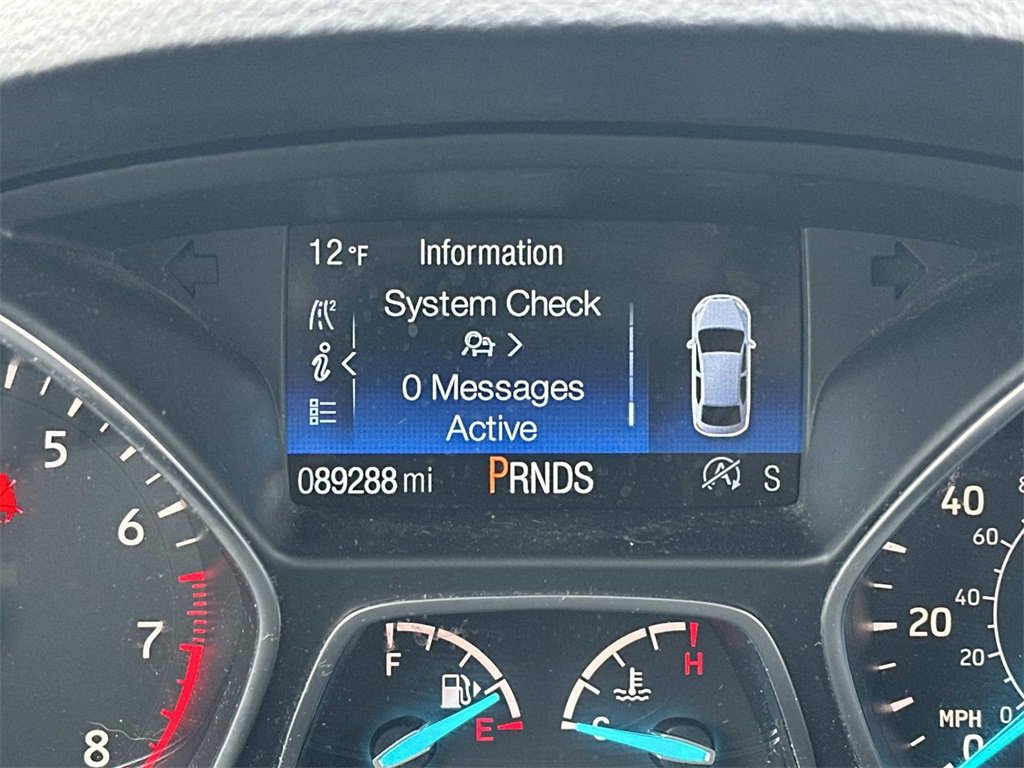 12 °F Information
System Check
0 Messages
Active
089288 mi PRNDS S
5
6
7
8
F
E
H
C
40
20
0
MPH
60
40
20
0